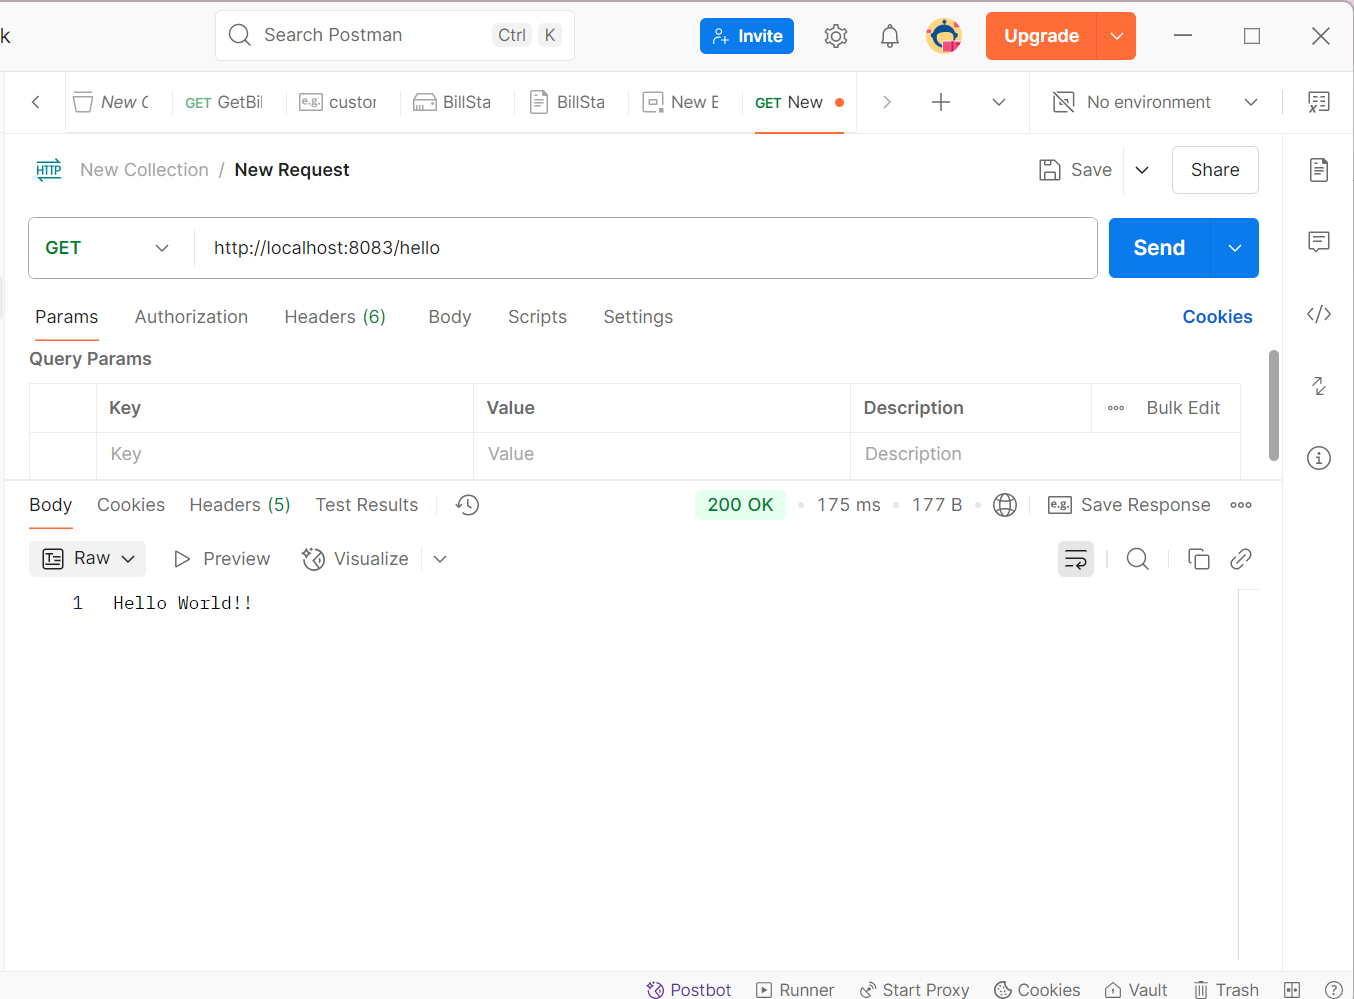 k
Search Postman Ctrl K Invite Upgrade
New C GET GetBil e.g. custor BillSta BillSta New E GET New No environment
HTTP New Collection / New Request Save Share
GET http://localhost:8083/hello Send
Params Authorization Headers (6) Body Scripts Settings Cookies
Query Params
Key Value Description Bulk Edit
Key Value Description
Body Cookies Headers (5) Test Results 200 OK 175 ms 177 B e.g. Save Response
Raw Preview Visualize
1 Hello World!!
Postbot Runner Start Proxy Cookies Vault Trash